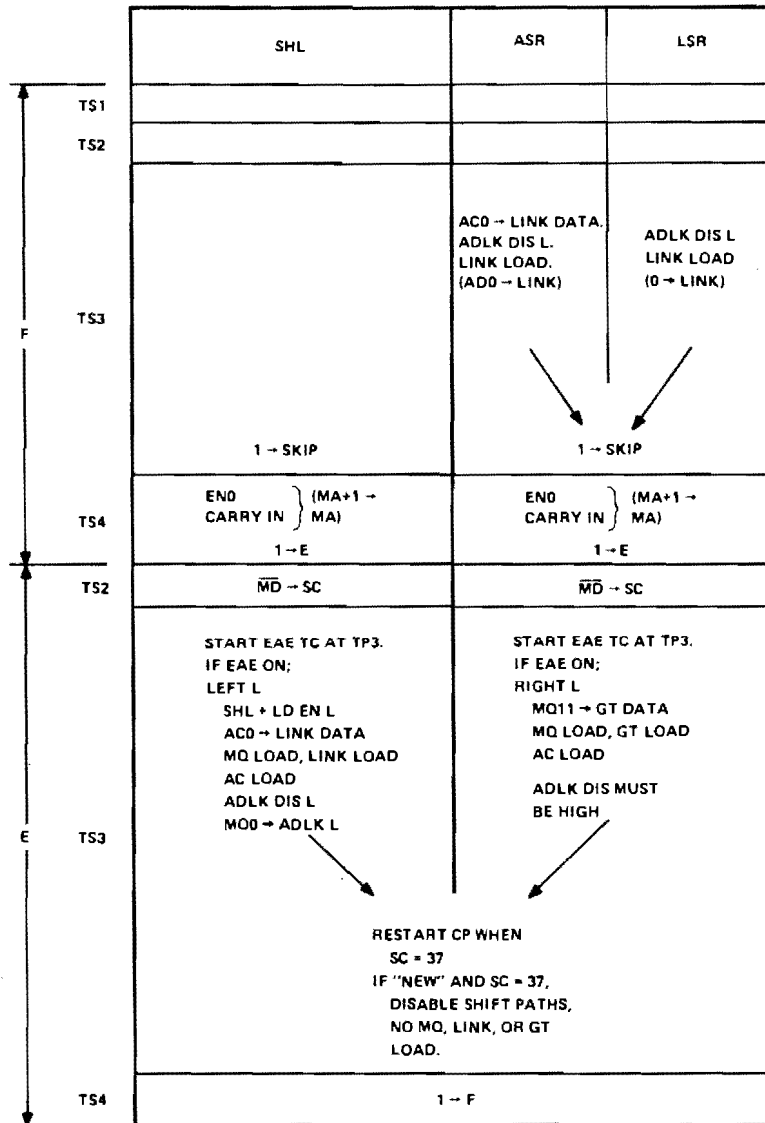 SHL
ASR
LSR
F
TS1
TS2
TS3
AC0 → LINK DATA.
ADLK DIS L.
LINK LOAD.
(AD0 → LINK)
ADLK DIS L
LINK LOAD
(0 → LINK)
1 → SKIP
1 → SKIP
TS4
EN0
CARRY IN
(MA+1 →
MA)
1 → E
EN0
CARRY IN
(MA+1 →
MA)
1 → E
E
TS2
M̅D̅ → SC
M̅D̅ → SC
TS3
START EAE TC AT TP3.
IF EAE ON;
LEFT L
SHL + LD EN L
AC0 → LINK DATA
MQ LOAD, LINK LOAD
AC LOAD
ADLK DIS L
MQ0 → ADLK L
START EAE TC AT TP3.
IF EAE ON;
RIGHT L
MQ11 → GT DATA
MQ LOAD, GT LOAD
AC LOAD
ADLK DIS MUST
BE HIGH
RESTART CP WHEN
SC = 37
IF "NEW" AND SC = 37,
DISABLE SHIFT PATHS,
NO MQ, LINK, OR GT
LOAD.
TS4
1 → F